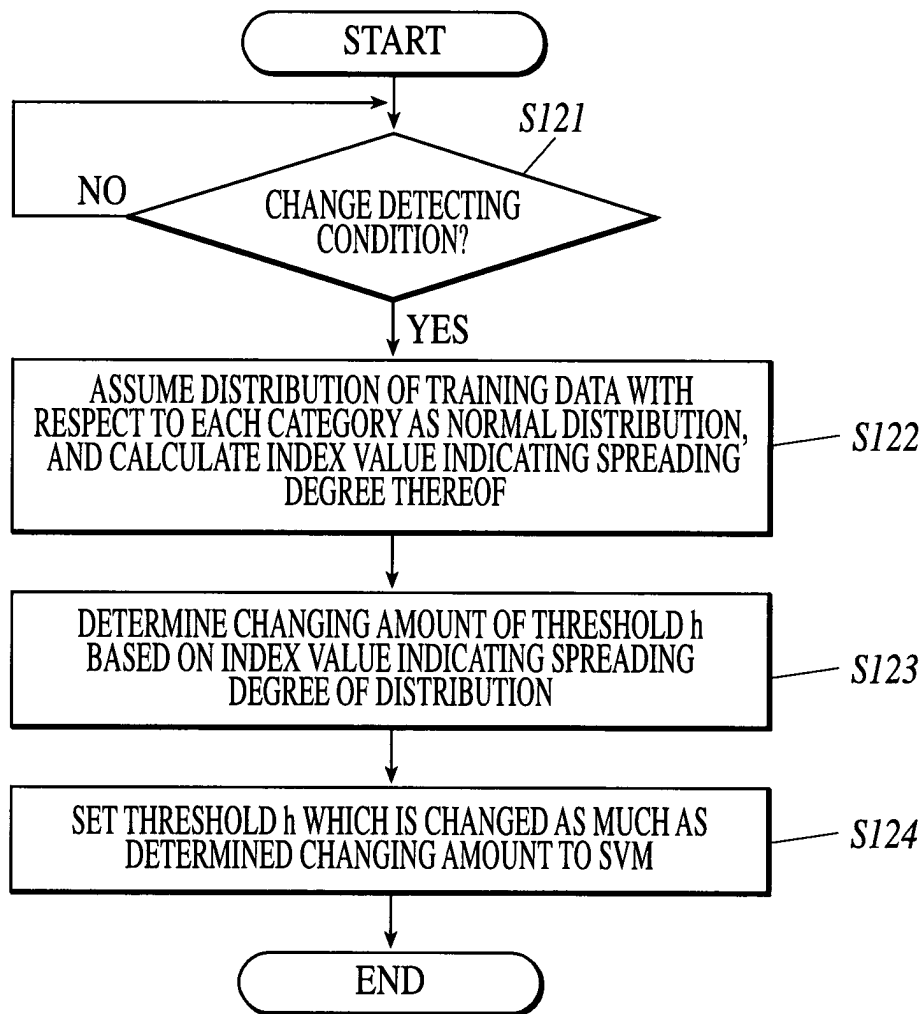 START
S121
NO
CHANGE DETECTING
CONDITION?
YES
ASSUME DISTRIBUTION OF TRAINING DATA WITH
RESPECT TO EACH CATEGORY AS NORMAL DISTRIBUTION,
AND CALCULATE INDEX VALUE INDICATING SPREADING
DEGREE THEREOF
S122
DETERMINE CHANGING AMOUNT OF THRESHOLD h
BASED ON INDEX VALUE INDICATING SPREADING
DEGREE OF DISTRIBUTION
S123
SET THRESHOLD h WHICH IS CHANGED AS MUCH AS
DETERMINED CHANGING AMOUNT TO SVM
S124
END